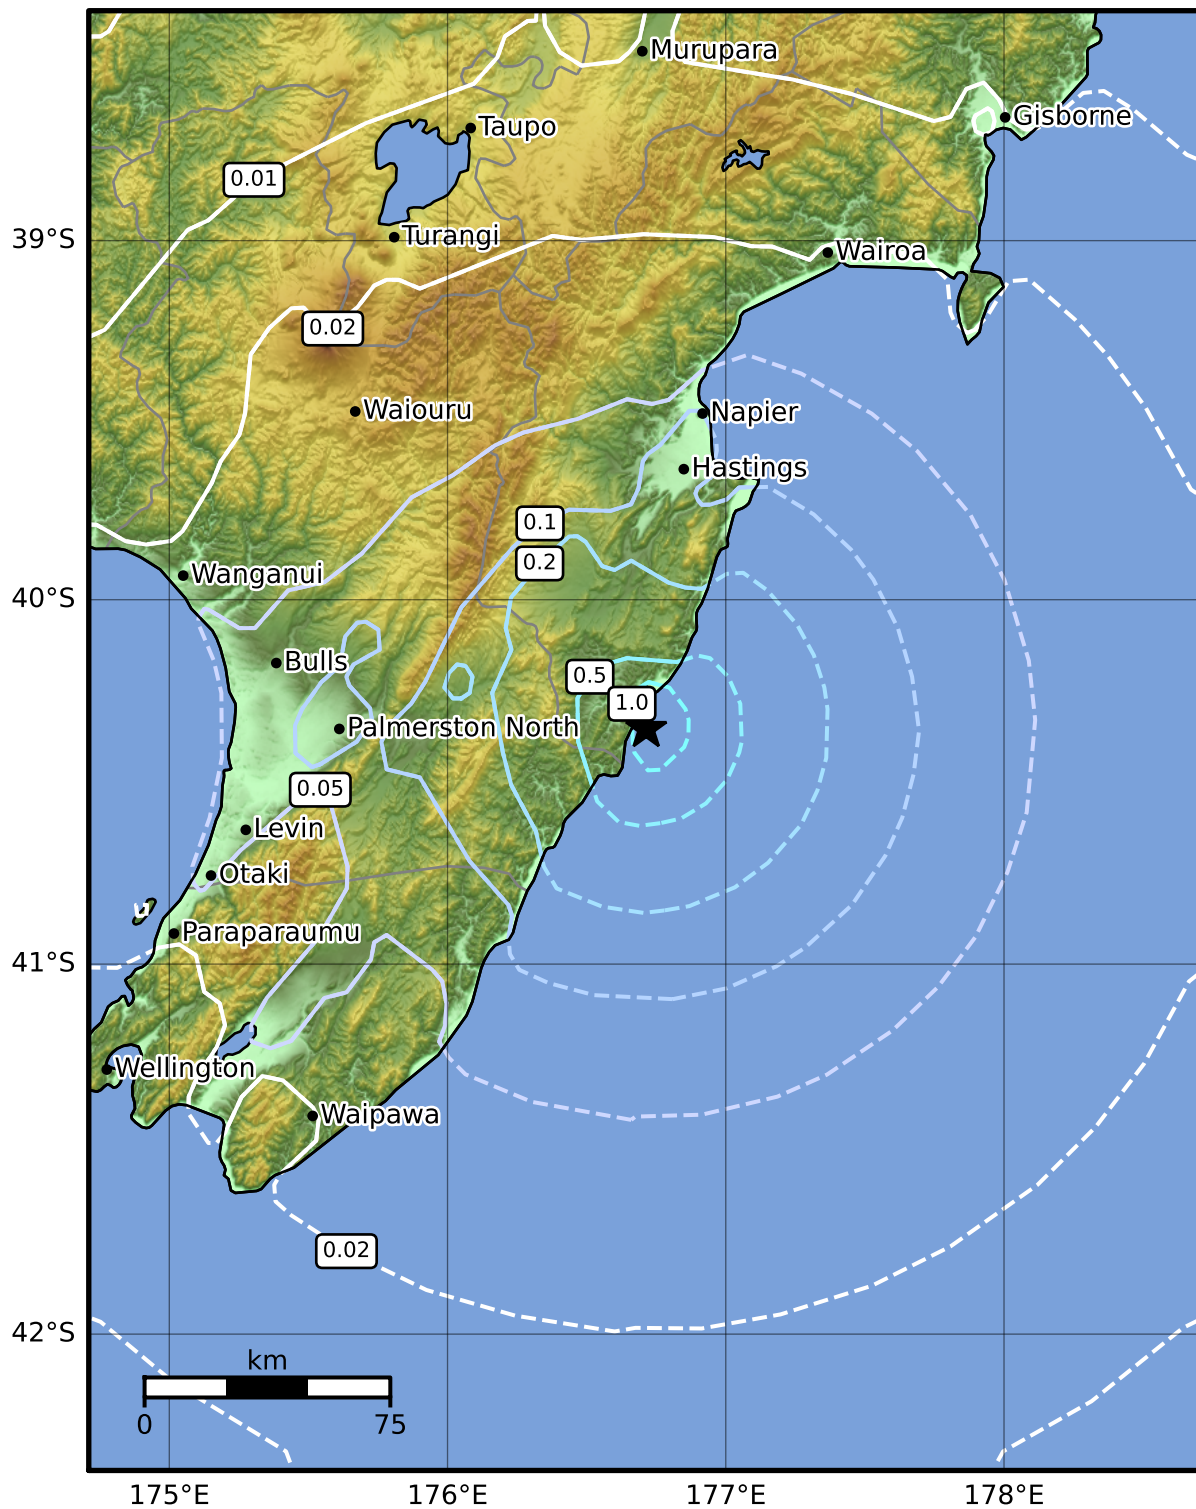 Murupara
Gisborne
Taupo
0.01
39°S
Turangi
Wairoa
0.02
Waiouru
Napier
Hastings
0.1
0.2
Wanganui
40°S
Bulls
0.5
1.0
Palmerston North
0.05
Levin
Otaki
Paraparaumu
41°S
Wellington
Waipawa
0.02
42°S
km
0 75
175°E 176°E 177°E 178°E